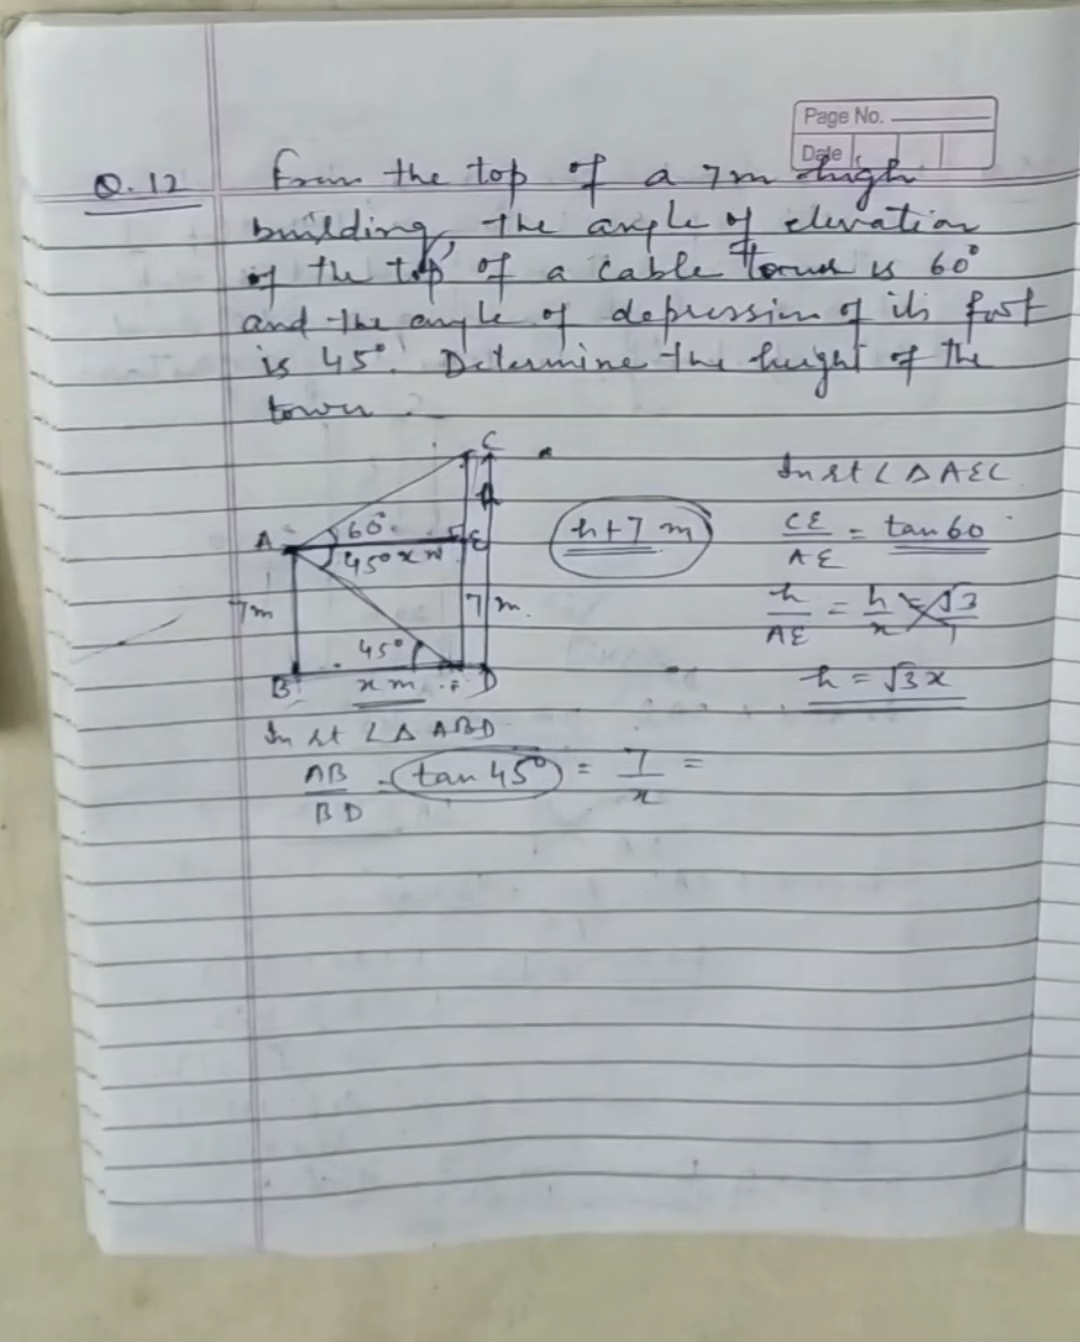 Page No.
Date
Q.12 From the top of a 7m high
building, the angle of elevation
of the top of a cable tower is 60°
and the angle of depression of its foot
is 45°. Determine the height of the
tower.
C
h
A 60° E
45° x m
7m
7 m.
45°
B x m D
h+7 m
In rt ∠ Δ AEC
CE / AE = tan 60°
h / AE = h / x = √3 / 1
h = √3 x
In rt ∠ Δ ABD
AB / BD = tan 45° = 7 / x =